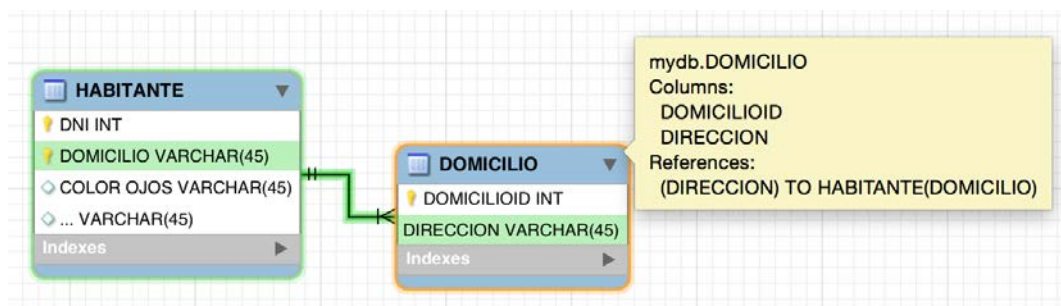 HABITANTE
DNI INT
DOMICILIO VARCHAR(45)
COLOR OJOS VARCHAR(45)
... VARCHAR(45)
Indexes
DOMICILIO
DOMICILIOID INT
DIRECCION VARCHAR(45)
Indexes
mydb.DOMICILIO
Columns:
DOMICILIOID
DIRECCION
References:
(DIRECCION) TO HABITANTE(DOMICILIO)